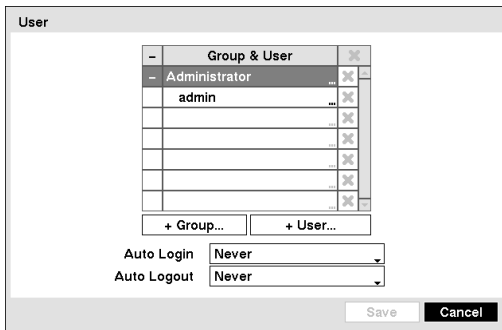 User
– Group & User
– Administrator ...
admin ...
...
...
...
...
...
+ Group... + User...
Auto Login Never
Auto Logout Never
Save Cancel